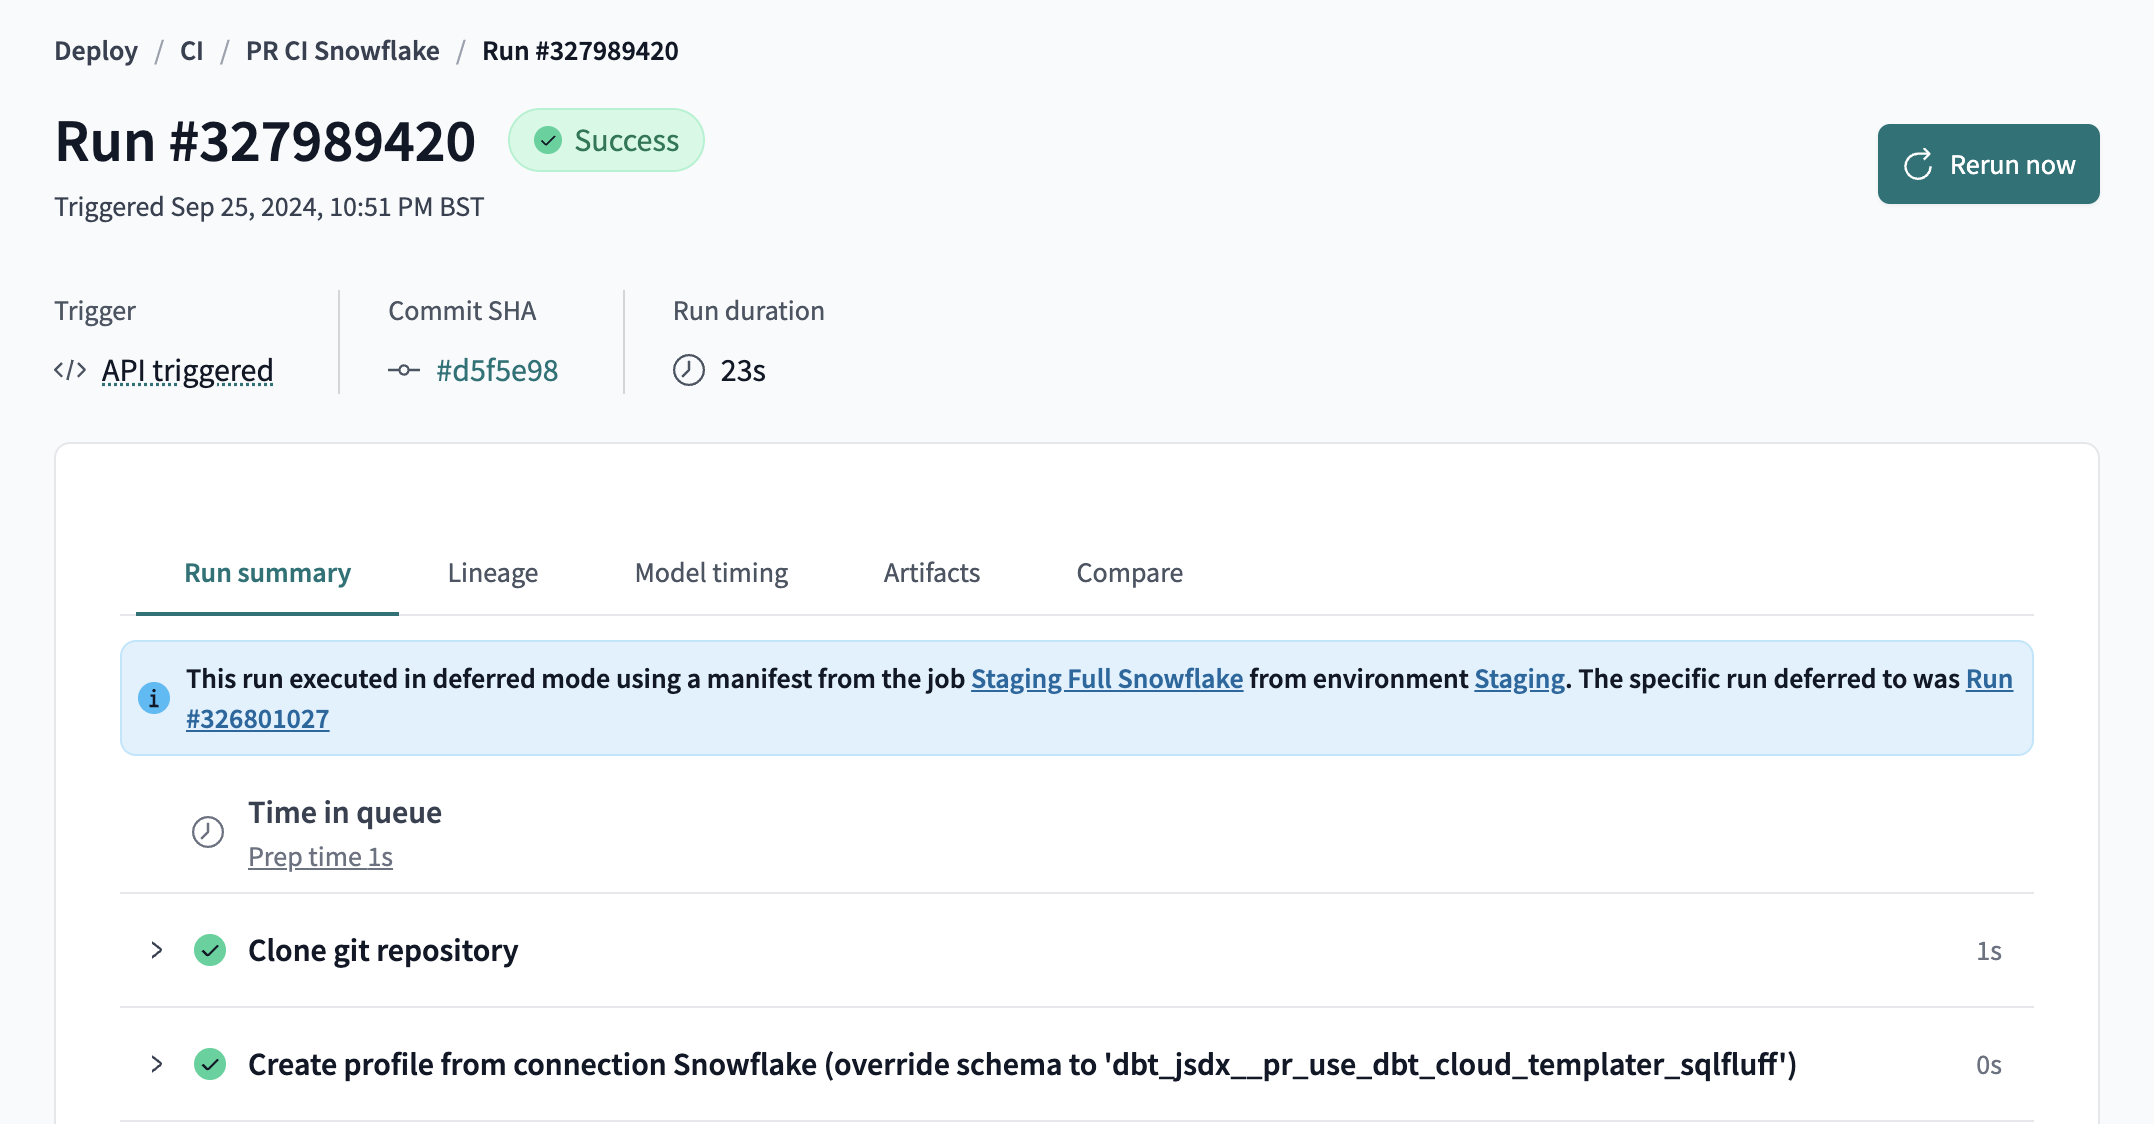 Deploy / CI / PR CI Snowflake / Run #327989420
Run #327989420 Success
Triggered Sep 25, 2024, 10:51 PM BST
Rerun now
Trigger Commit SHA Run duration
</> API triggered #d5f5e98 23s
Run summary Lineage Model timing Artifacts Compare
This run executed in deferred mode using a manifest from the job Staging Full Snowflake from environment Staging. The specific run deferred to was Run
#326801027
Time in queue
Prep time 1s
Clone git repository 1s
Create profile from connection Snowflake (override schema to 'dbt_jsdx__pr_use_dbt_cloud_templater_sqlfluff') 0s